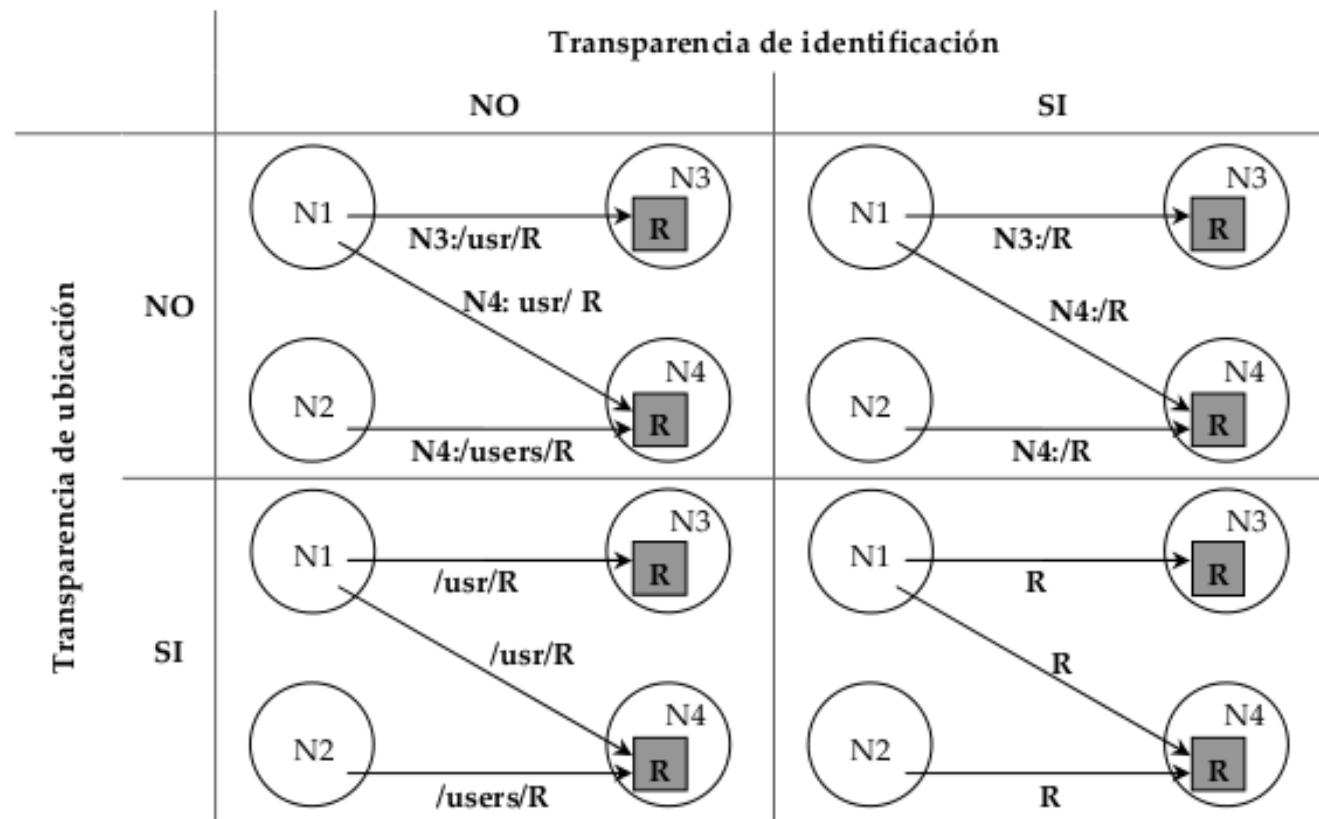 Transparencia de identificación
NO
SI
Transparencia de ubicación
NO
N1
N3
R
N3:/usr/R
N4: usr/ R
N2
N4
R
N4:/users/R
N1
N3
R
N3:/R
N4:/R
N2
N4
R
N4:/R
SI
N1
N3
R
/usr/R
/usr/R
N2
N4
R
/users/R
N1
N3
R
R
R
N2
N4
R
R